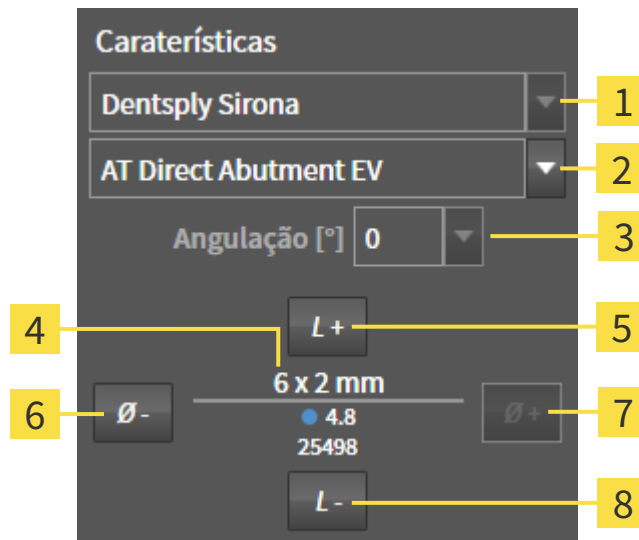 Caraterísticas
Dentsply Sirona
1
AT Direct Abutment EV
2
Angulação [°] 0
3
L +
5
4
6 x 2 mm
6
Ø -
4.8
Ø +
7
25498
L -
8